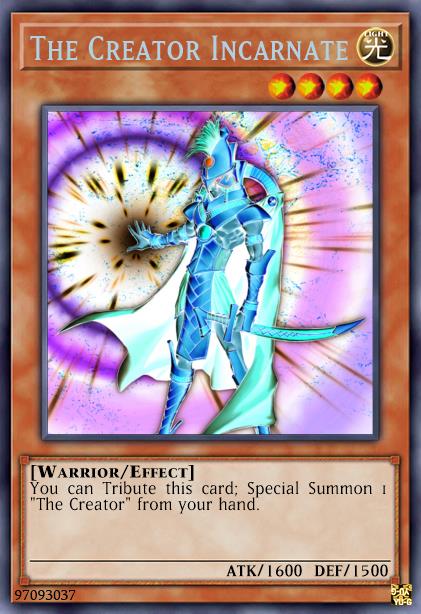 The Creator Incarnate
LIGHT
光
[Warrior/Effect]
You can Tribute this card; Special Summon 1
"The Creator" from your hand.
ATK/1600 DEF/1500
97093037